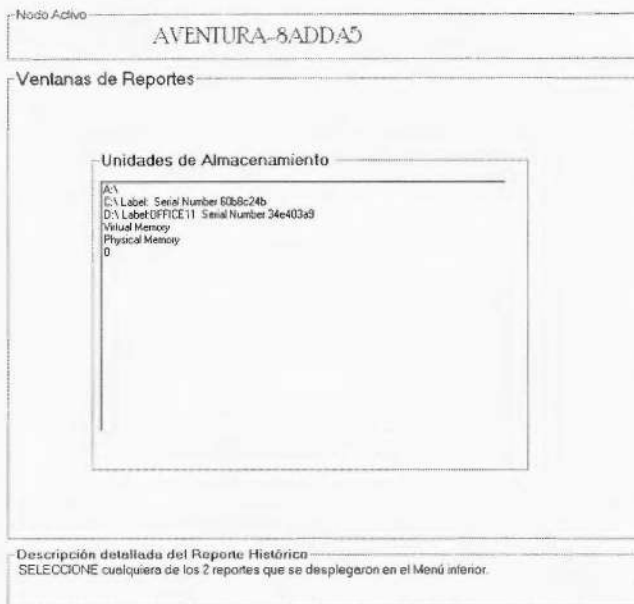 Nodo Activo
AVENTURA-8ADDA5
Ventanas de Reportes
Unidades de Almacenamiento
A:\
C:\ Label: Serial Number 60b8c24b
D:\ Label:OFFICE11 Serial Number 34e403a9
Virtual Memory
Physical Memory
0
Descripción detallada del Reporte Histórico
SELECCIONE cualquiera de los 2 reportes que se desplegaron en el Menú inferior.